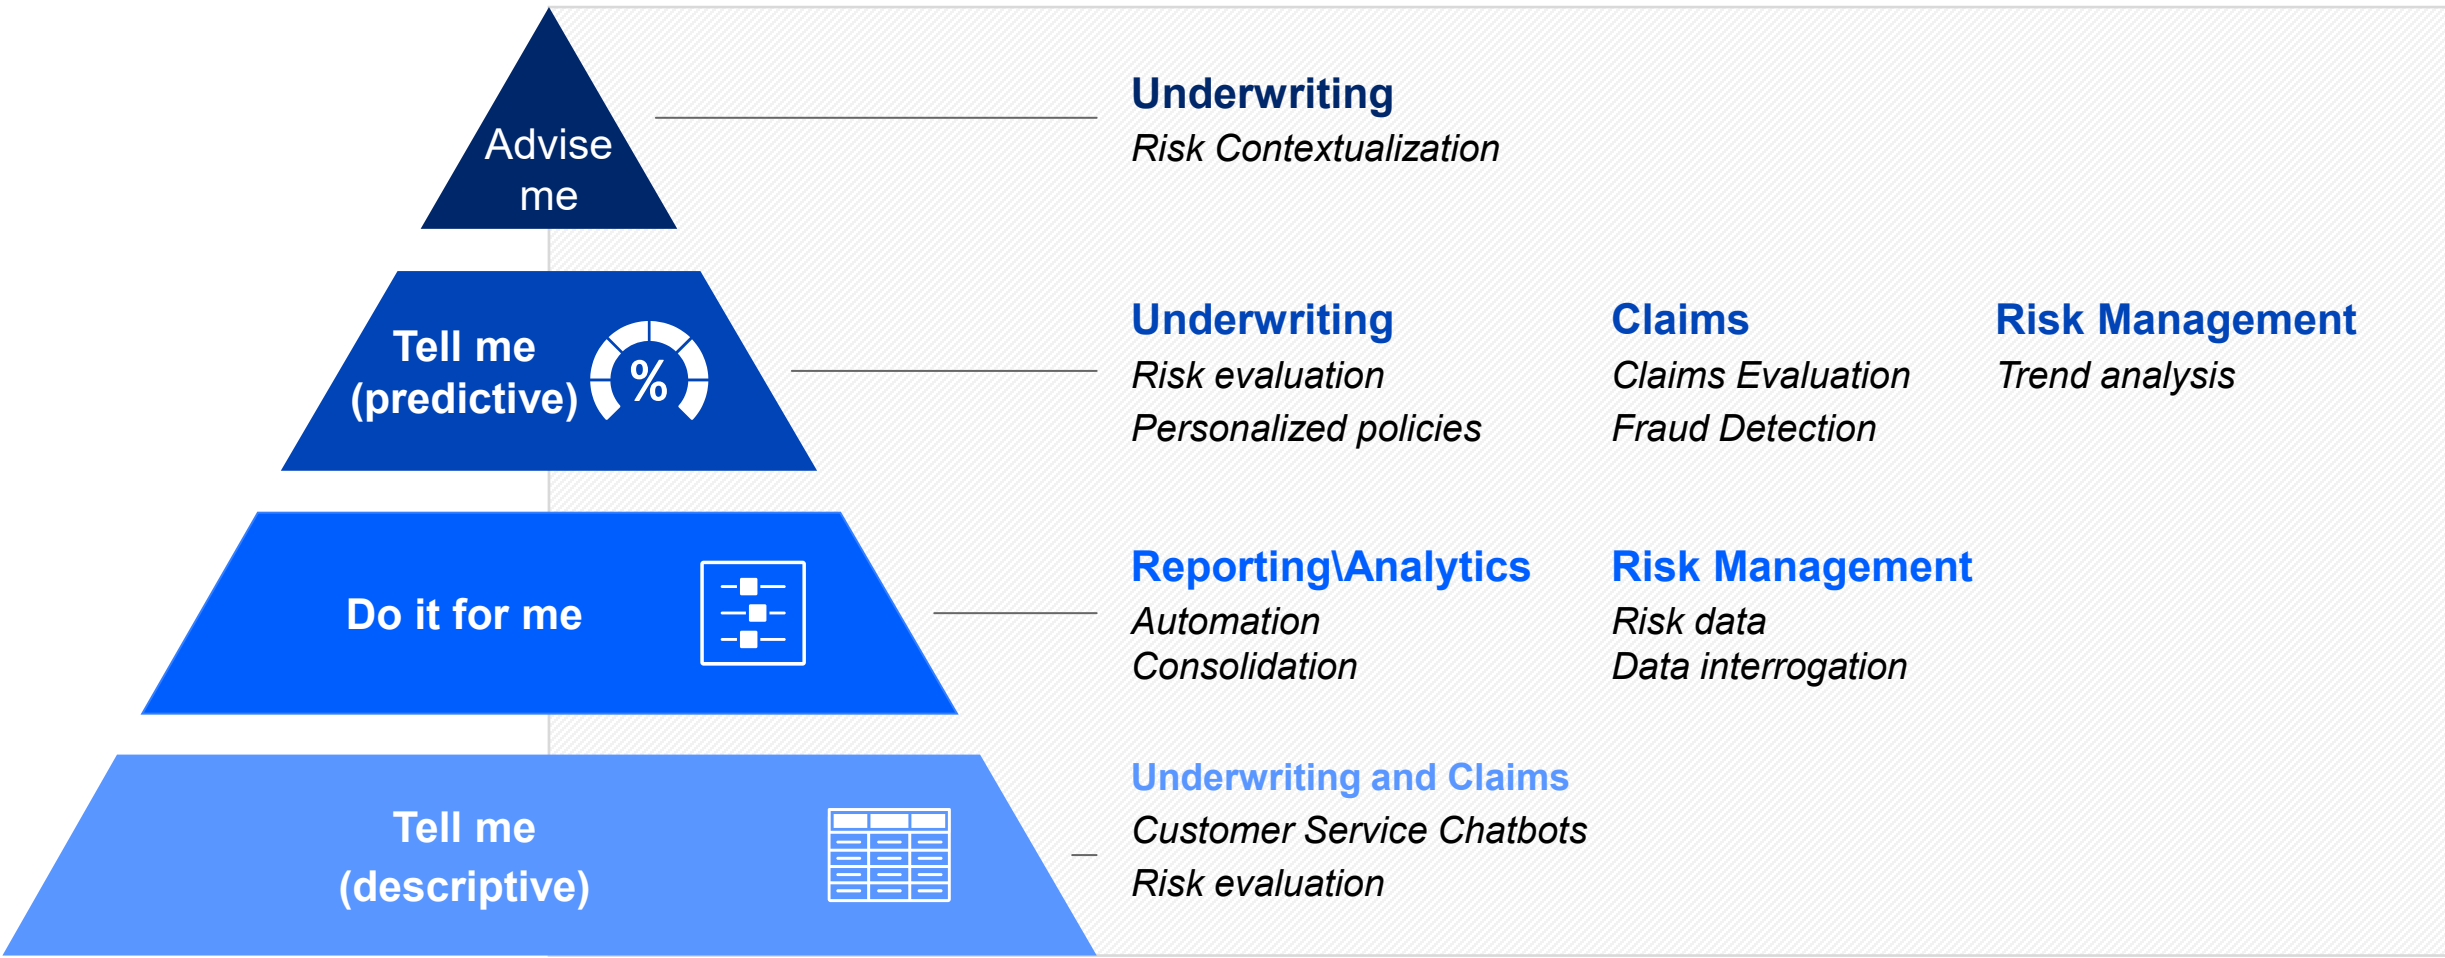 Advise
me
Underwriting
Risk Contextualization
Tell me
(predictive)
%
Underwriting
Risk evaluation
Personalized policies
Claims
Claims Evaluation
Fraud Detection
Risk Management
Trend analysis
Do it for me
Reporting\Analytics
Automation
Consolidation
Risk Management
Risk data
Data interrogation
Tell me
(descriptive)
Underwriting and Claims
Customer Service Chatbots
Risk evaluation